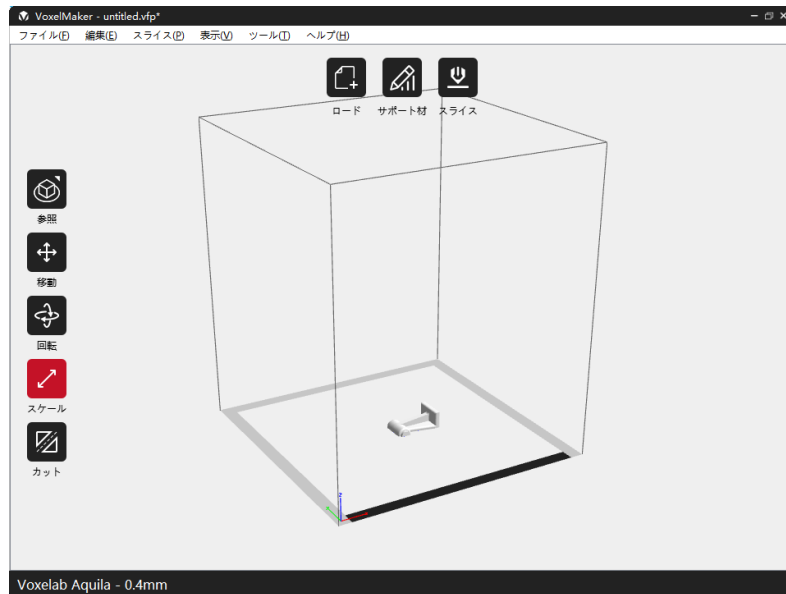 VoxelMaker - untitled.vfp*
ファイル(F) 編集(E) スライス(P) 表示(V) ツール(T) ヘルプ(H)
ロード サポート材 スライス
参照
移動
回転
スケール
カット
z
Voxelab Aquila - 0.4mm